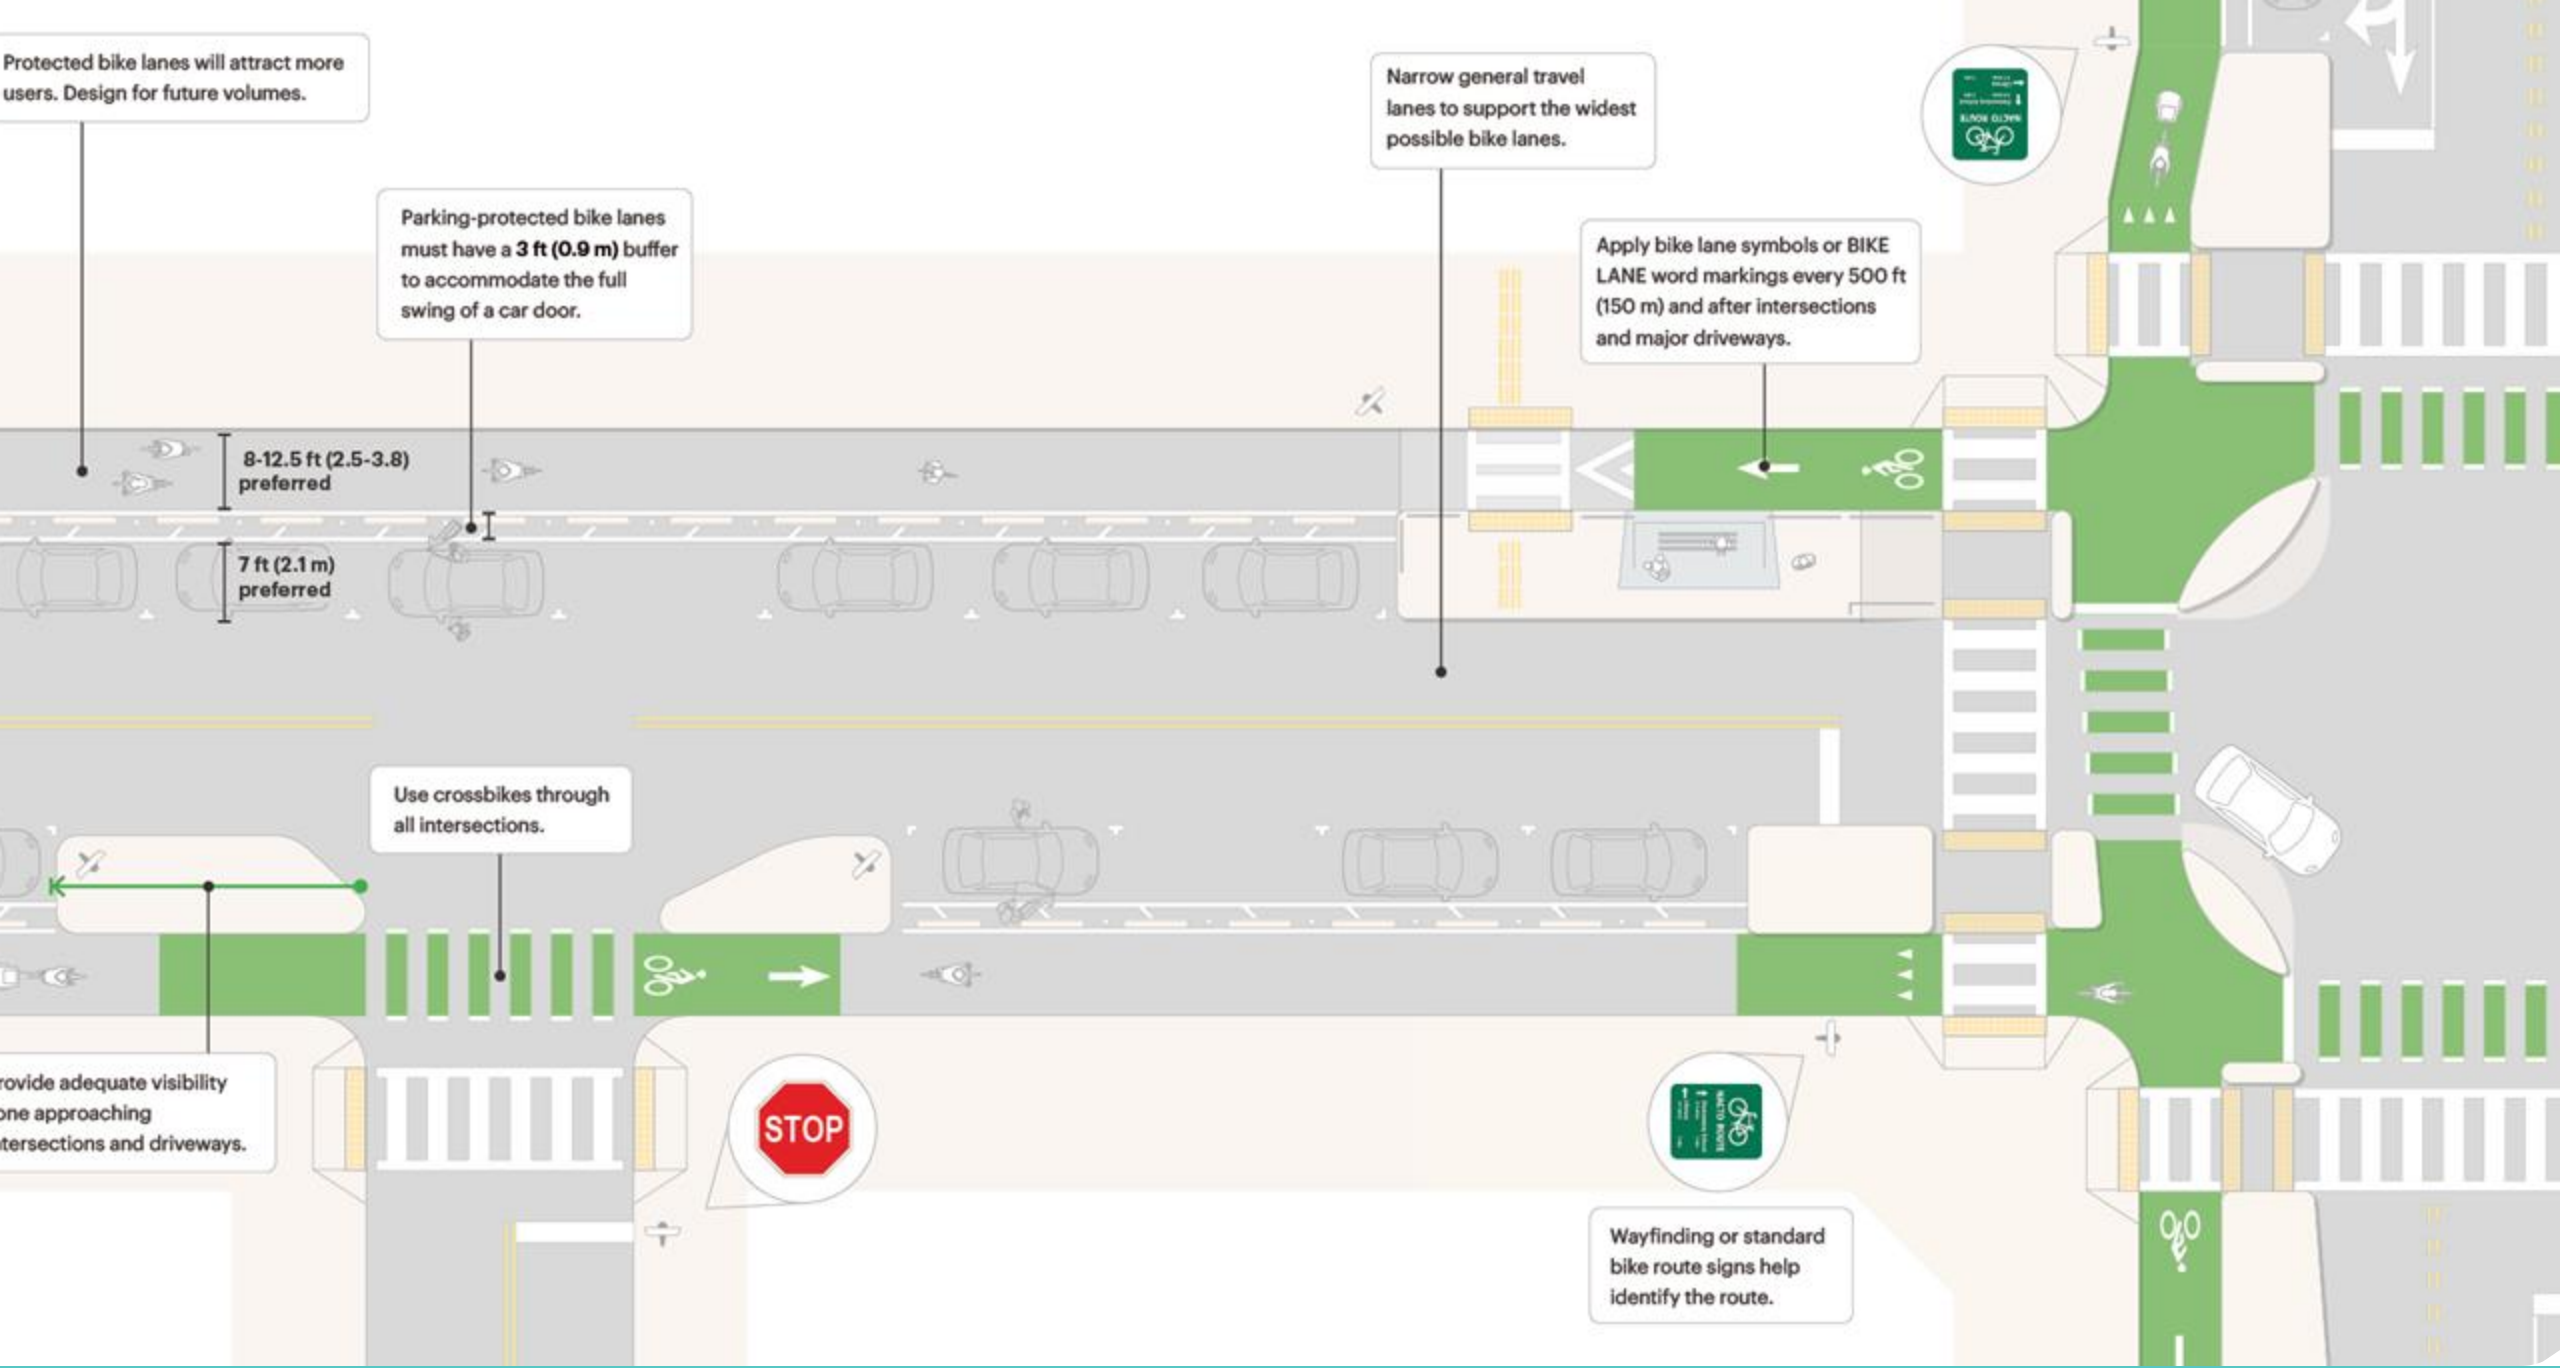 Protected bike lanes will attract more
users. Design for future volumes.
Parking-protected bike lanes
must have a 3 ft (0.9 m) buffer
to accommodate the full
swing of a car door.
Narrow general travel
lanes to support the widest
possible bike lanes.
NACTO ROUTE
Apply bike lane symbols or BIKE
LANE word markings every 500 ft
(150 m) and after intersections
and major driveways.
8-12.5 ft (2.5-3.8)
preferred
7 ft (2.1 m)
preferred
Use crossbikes through
all intersections.
rovide adequate visibility
one approaching
tersections and driveways.
STOP
NACTO ROUTE
Wayfinding or standard
bike route signs help
identify the route.